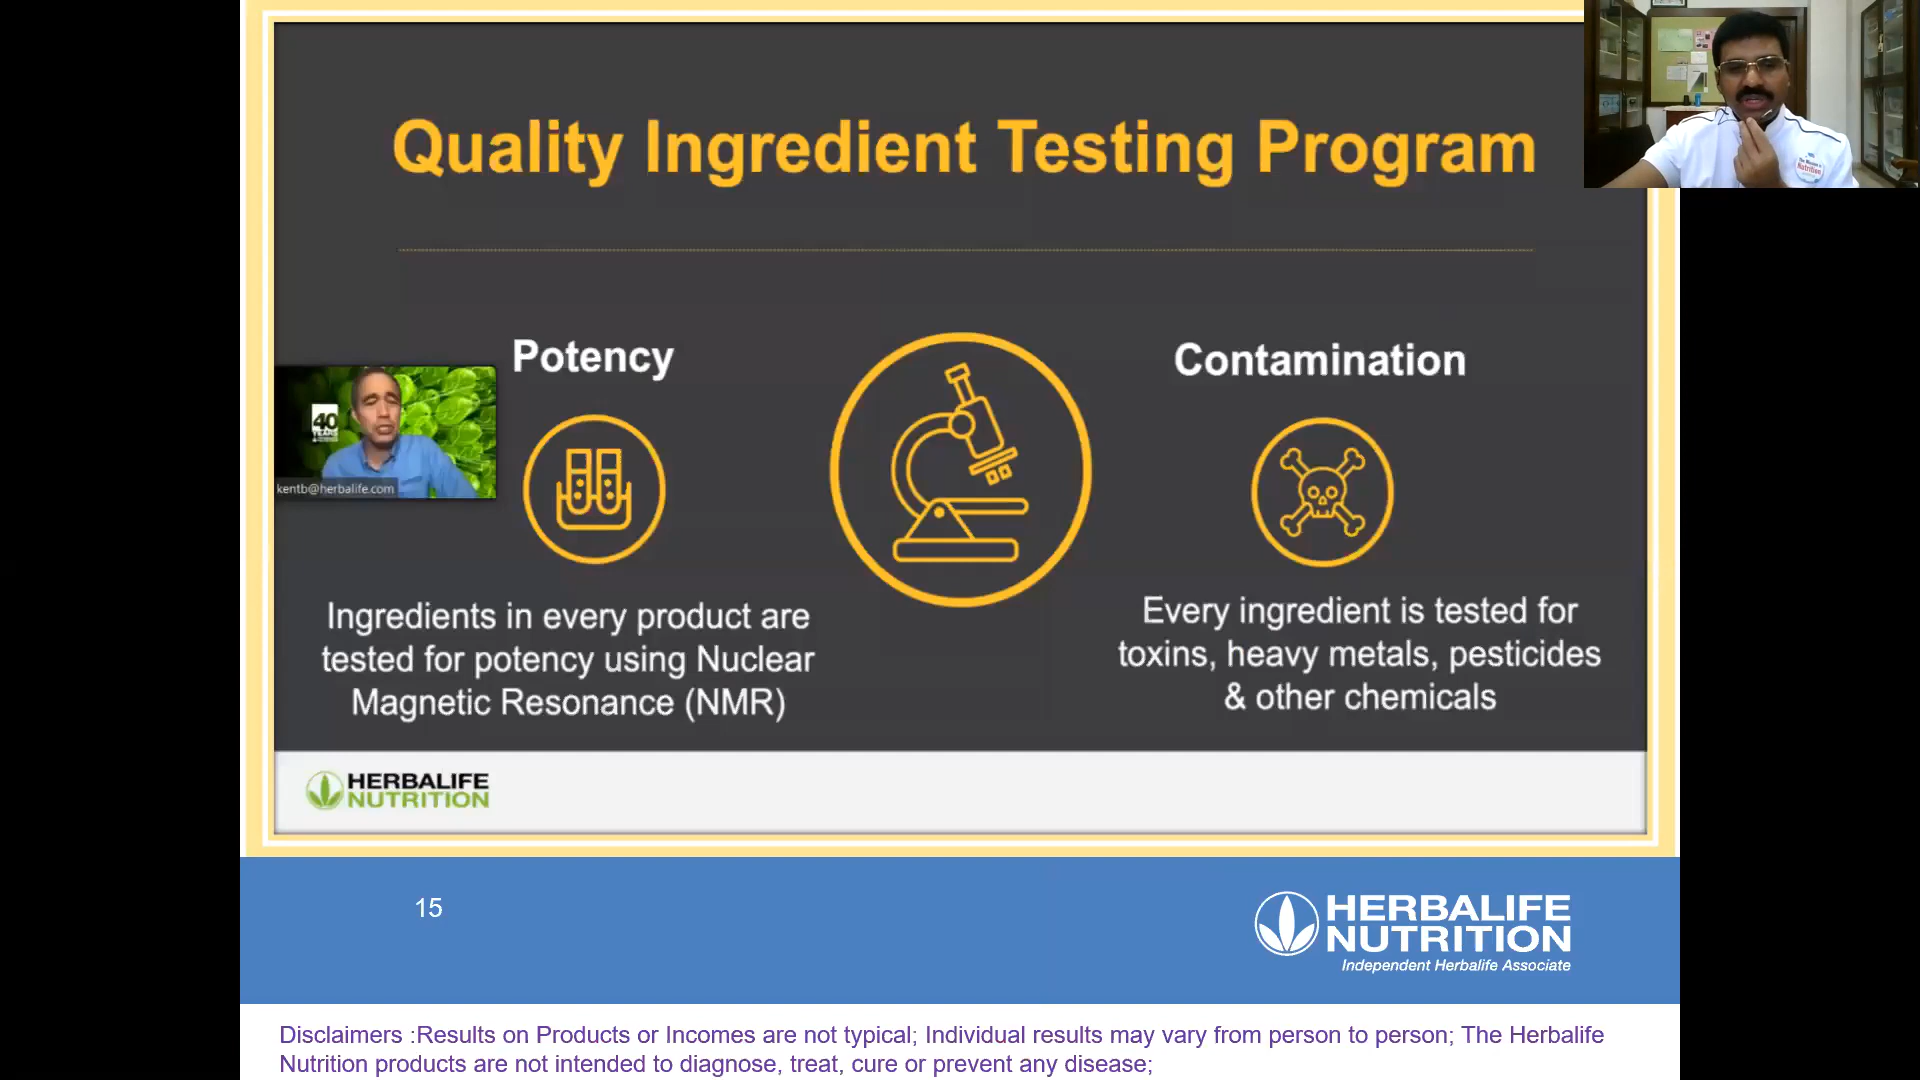 Quality Ingredient Testing Program
Potency
Contamination
40
YEARS
kentb@herbalife.com
Ingredients in every product are
tested for potency using Nuclear
Magnetic Resonance (NMR)
Every ingredient is tested for
toxins, heavy metals, pesticides
& other chemicals
HERBALIFE
NUTRITION
15
HERBALIFE
NUTRITION
Independent Herbalife Associate
Disclaimers :Results on Products or Incomes are not typical; Individual results may vary from person to person; The Herbalife
Nutrition products are not intended to diagnose, treat, cure or prevent any disease;